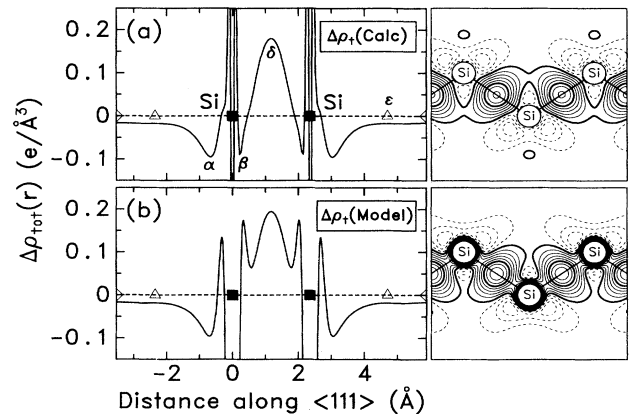 (a)
Δρt(Calc)
0.2
δ
0.1
Si
Si
ε
0
-0.1
α
β
Δρtot(r) (e/Å³)
(b)
Δρt(Model)
0.2
0.1
0
-0.1
-2
0
2
4
Distance along <111> (Å)
Si
Si
Si
Si
Si
Si